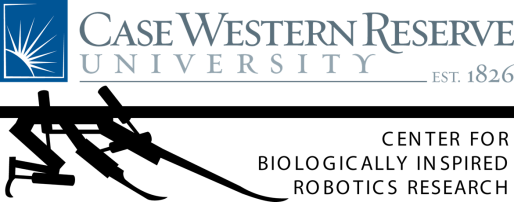 CASE WESTERN RESERVE
UNIVERSITY
EST. 1826
CENTER FOR
BIOLOGICALLY INSPIRED
ROBOTICS RESEARCH